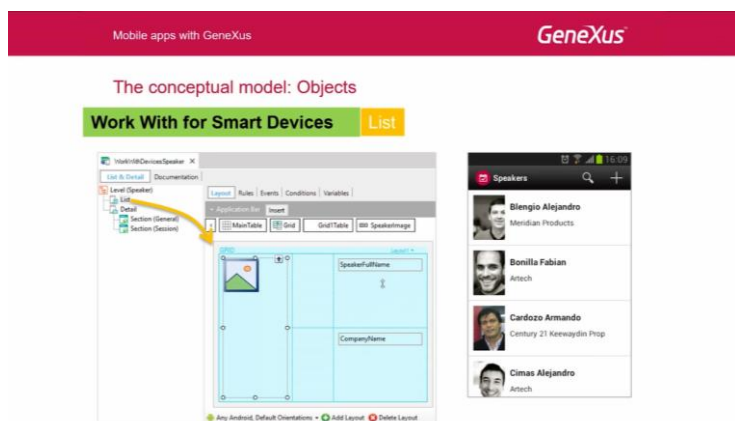 Mobile apps with GeneXus
GeneXus
The conceptual model: Objects
Work With for Smart Devices List
WorkWithDevicesSpeaker X
List & Detail Documentation
Level (Speaker)
List
Detail
Section (General)
Section (Session)
Layout Rules Events Conditions Variables
Application Bar Insert
MainTable Grid Grid1Table SpeakerImage
GRID Layout1
SpeakerFullName
CompanyName
Any Android, Default Orientations Add Layout Delete Layout
16:09
Speakers
Blengio Alejandro
Meridian Products
Bonilla Fabian
Artech
Cardozo Armando
Century 21 Keewaydin Prop
Cimas Alejandro
Artech